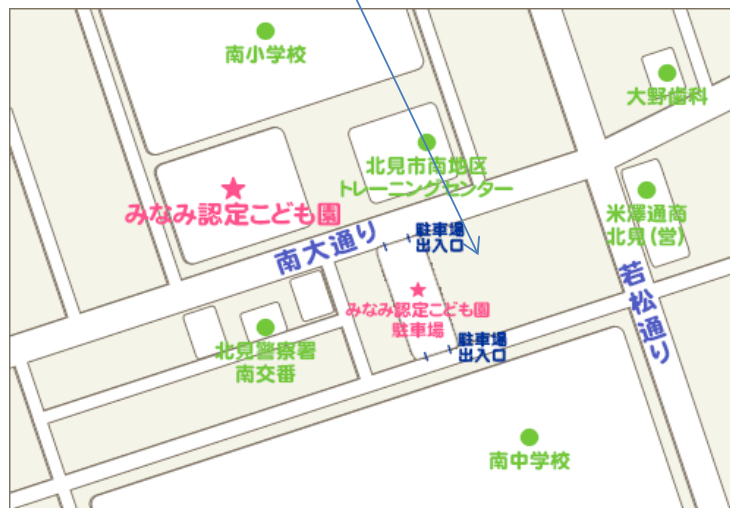 南小学校
大野歯科
北見市南地区
トレーニングセンター
みなみ認定こども園
米澤通商
北見(営)
南大通り
駐車場
出入口
若松通り
みなみ認定こども園
駐車場
北見警察署
南交番
駐車場
出入口
南中学校